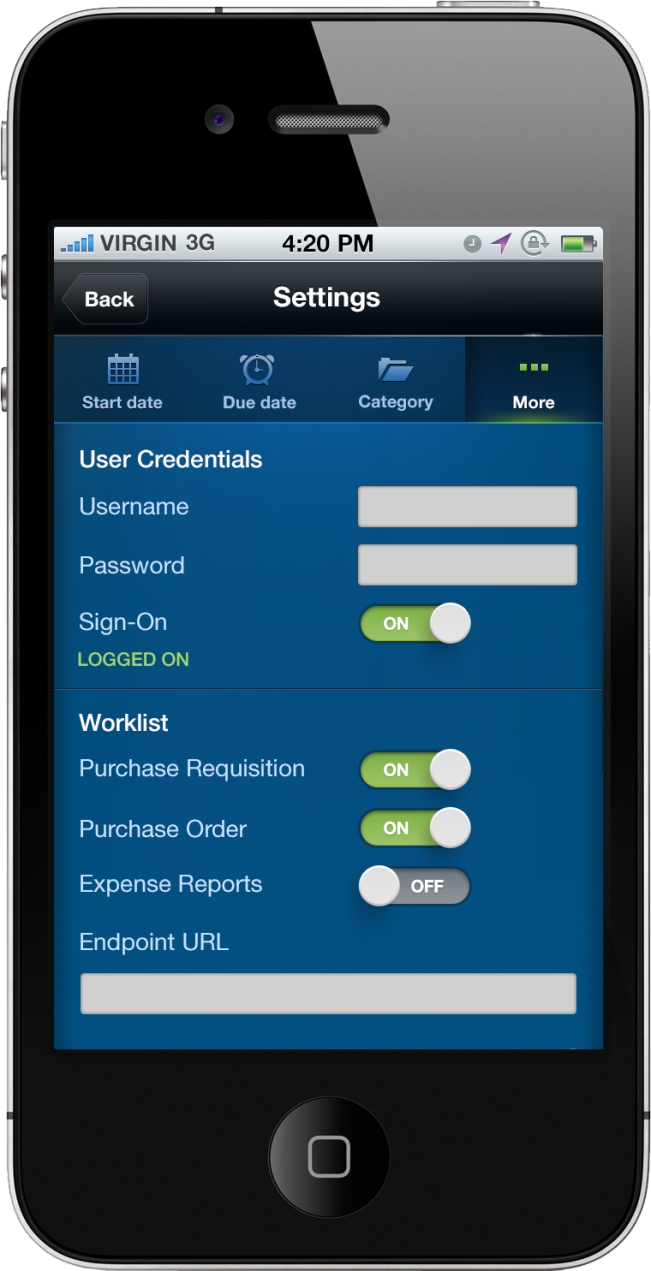 VIRGIN 3G 4:20 PM
Back Settings
Start date Due date Category More
User Credentials
Username
Password
Sign-On ON
LOGGED ON
Worklist
Purchase Requisition ON
Purchase Order ON
Expense Reports OFF
Endpoint URL